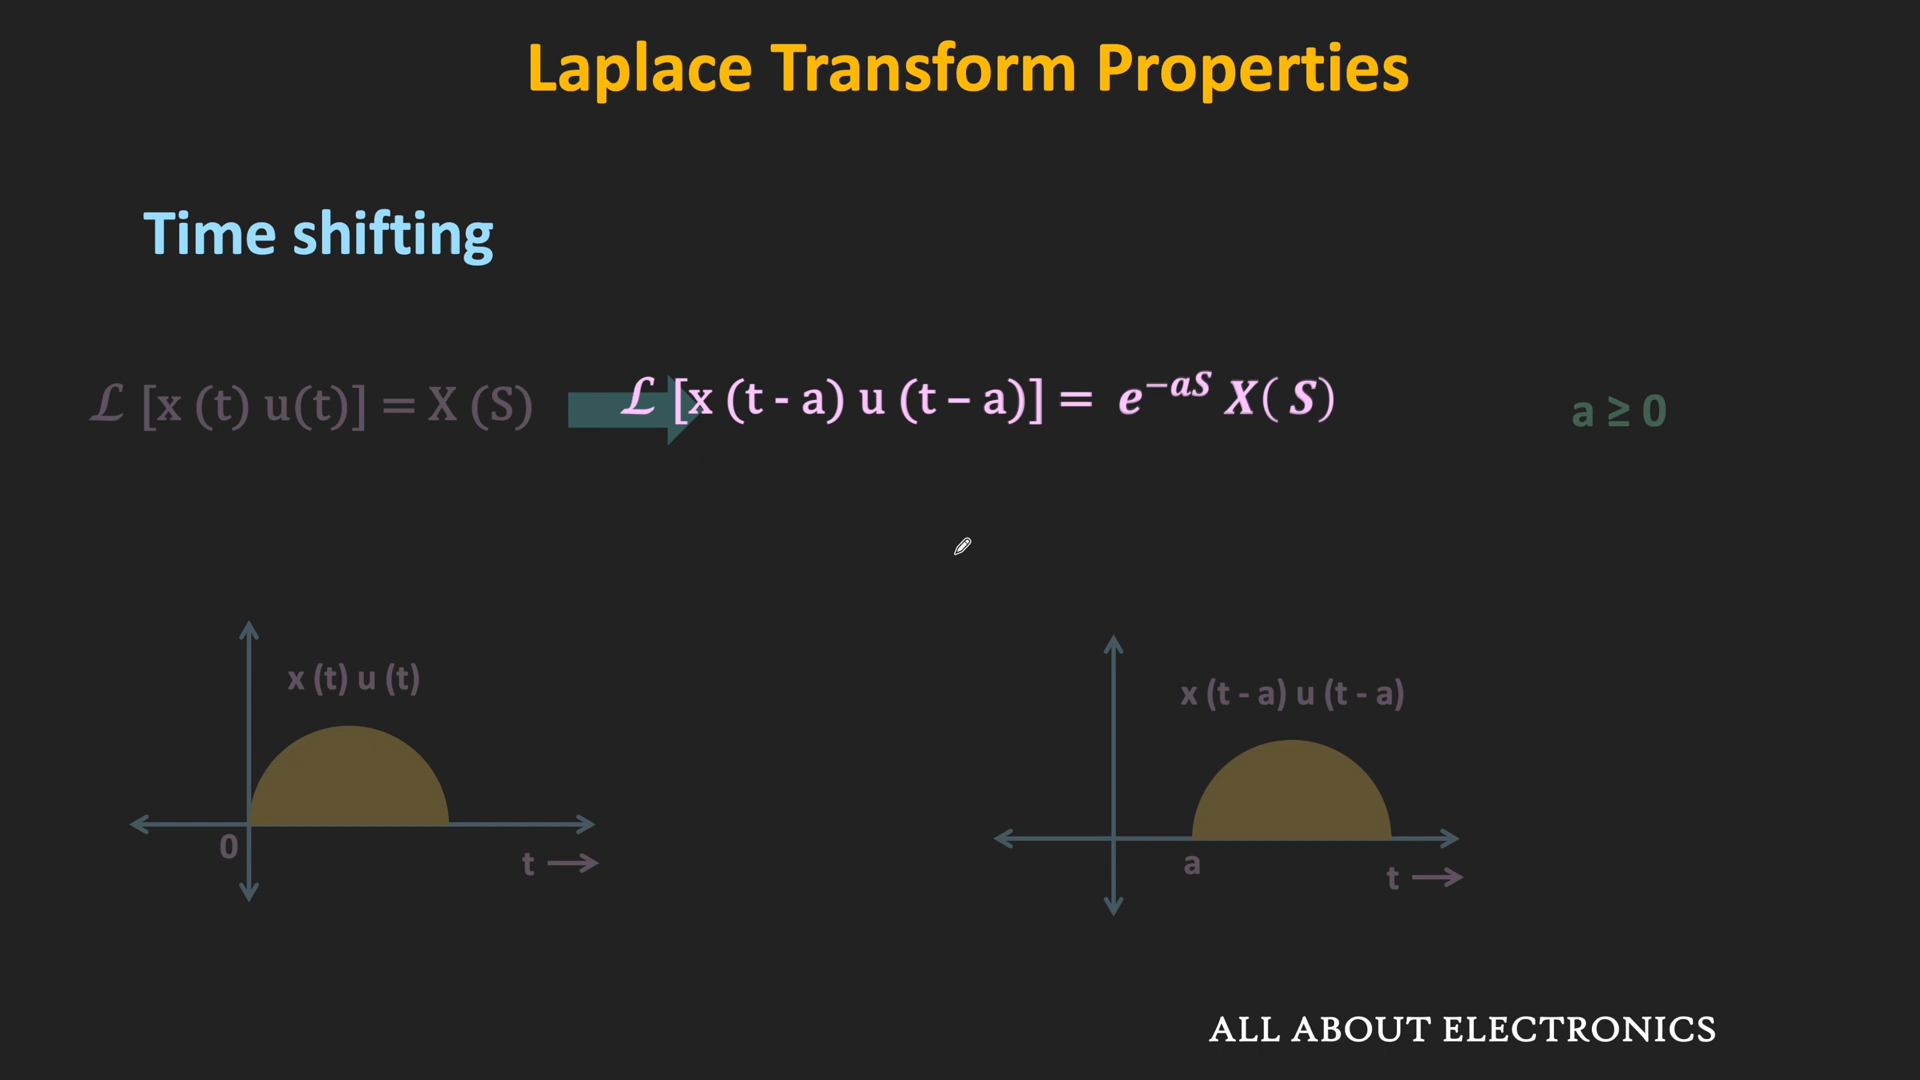 Laplace Transform Properties
Time shifting
ℒ [x (t) u(t)] = X (S)
ℒ [x (t - a) u (t – a)] = e^{−aS} X( S)
a ≥ 0
x (t) u (t)
0
t
x (t - a) u (t - a)
a
t
ALL ABOUT ELECTRONICS